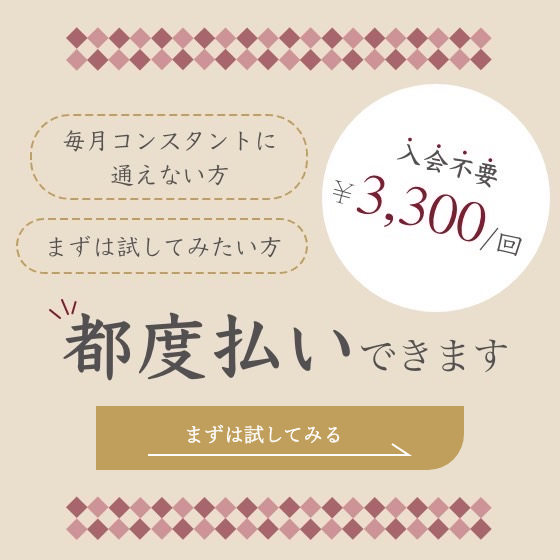 毎月コンスタントに
通えない方
まずは試してみたい方
入会不要
¥3,300/回
都度払いできます
まずは試してみる